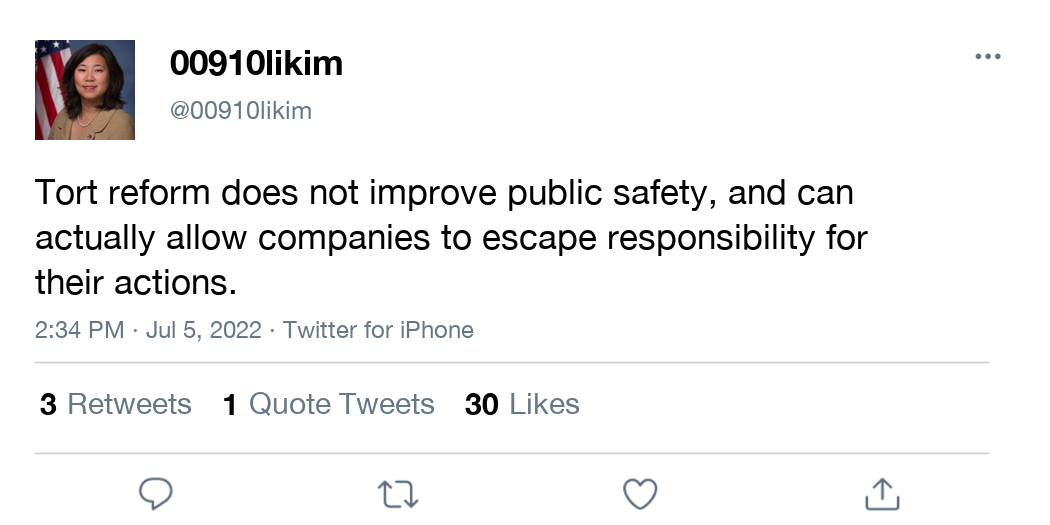 00910likim
@00910likim
Tort reform does not improve public safety, and can
actually allow companies to escape responsibility for
their actions.
2:34 PM · Jul 5, 2022 · Twitter for iPhone
3 Retweets 1 Quote Tweets 30 Likes